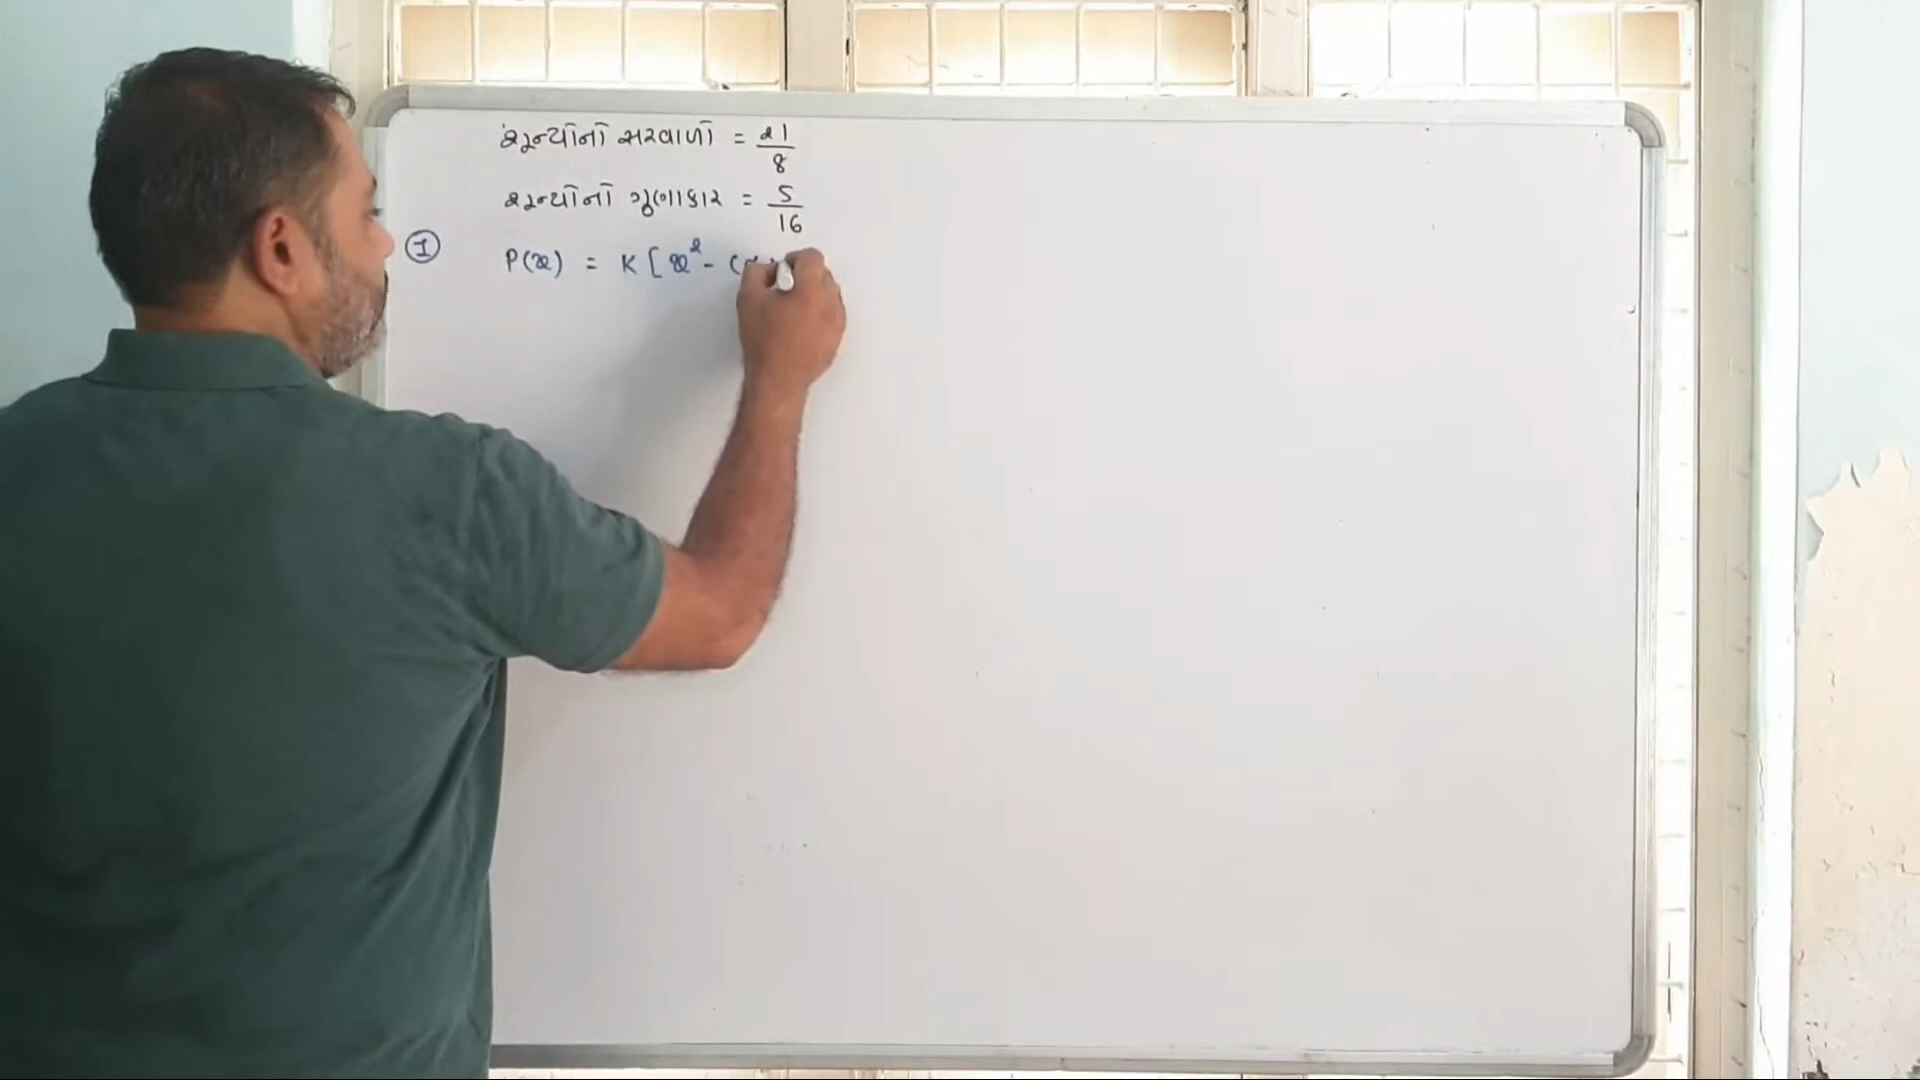 શૂન્યોનો સરવાળો = 21/8
શૂન્યોનો ગુણાકાર = 5/16
① P(x) = K [ x² - (α